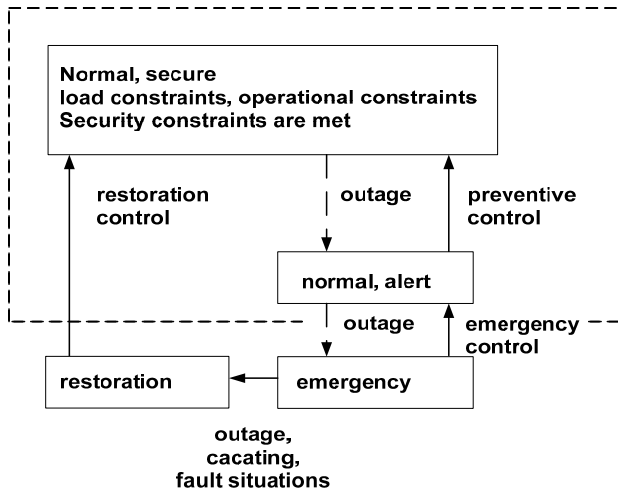 Normal, secure
load constraints, operational constraints
Security constraints are met
restoration
control
outage
preventive
control
normal, alert
outage
emergency
control
restoration
emergency
outage,
cacating,
fault situations